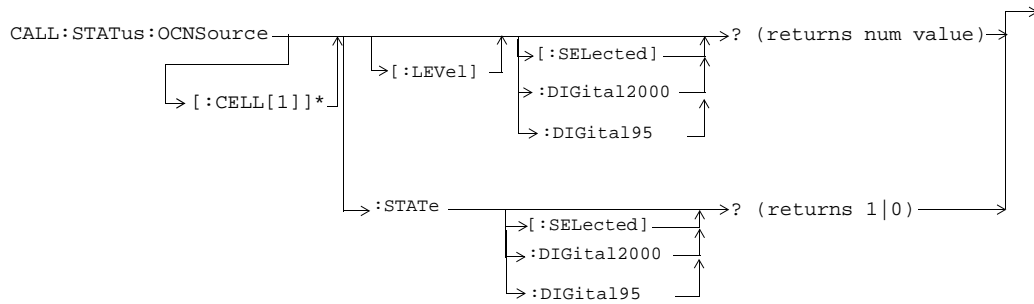 CALL:STATus:OCNSource
? (returns num value)
[:SELected]
[:LEVel]
:DIGital2000
[:CELL[1]]*
:DIGital95
:STATe
? (returns 1|0)
[:SELected]
:DIGital2000
:DIGital95